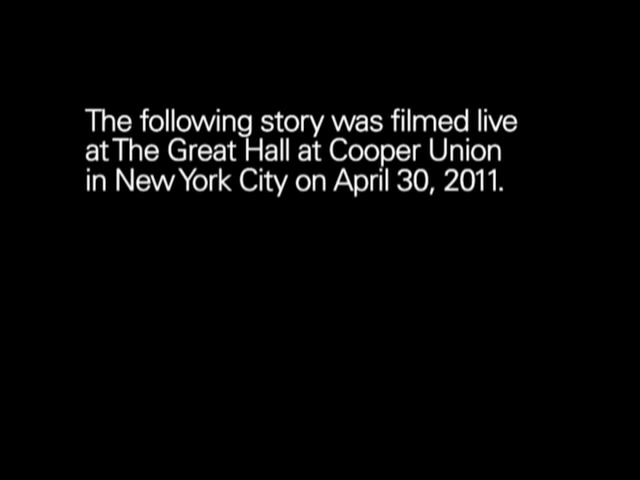 The following story was filmed live
at The Great Hall at Cooper Union
in New York City on April 30, 2011.